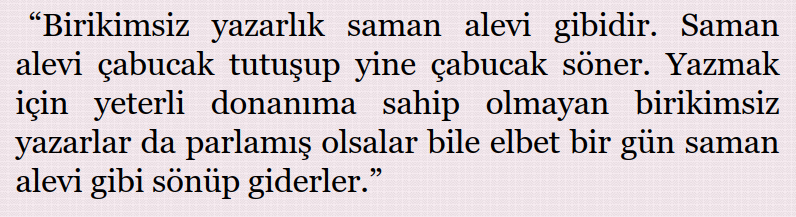 “Birikimsiz yazarlık saman alevi gibidir. Saman
alevi çabucak tutuşup yine çabucak söner. Yazmak
için yeterli donanıma sahip olmayan birikimsiz
yazarlar da parlamış olsalar bile elbet bir gün saman
alevi gibi sönüp giderler.”